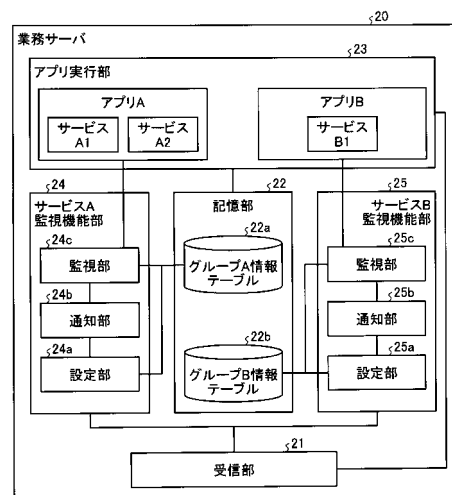 20
業務サーバ
23
アプリ実行部
アプリA
サービス
A1
サービス
A2
アプリB
サービス
B1
24
サービスA
監視機能部
24c
監視部
24b
通知部
24a
設定部
22
記憶部
22a
グループA情報
テーブル
22b
グループB情報
テーブル
25
サービスB
監視機能部
25c
監視部
25b
通知部
25a
設定部
21
受信部